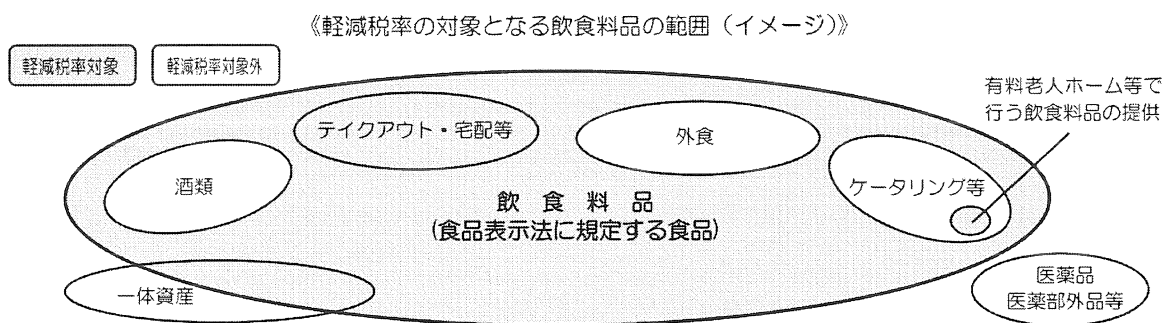 《軽減税率の対象となる飲食料品の範囲（イメージ）》
軽減税率対象
軽減税率対象外
有料老人ホーム等で
行う飲食料品の提供
テイクアウト・宅配等
外食
酒類
ケータリング等
飲食料品
(食品表示法に規定する食品)
一体資産
医薬品
医薬部外品等